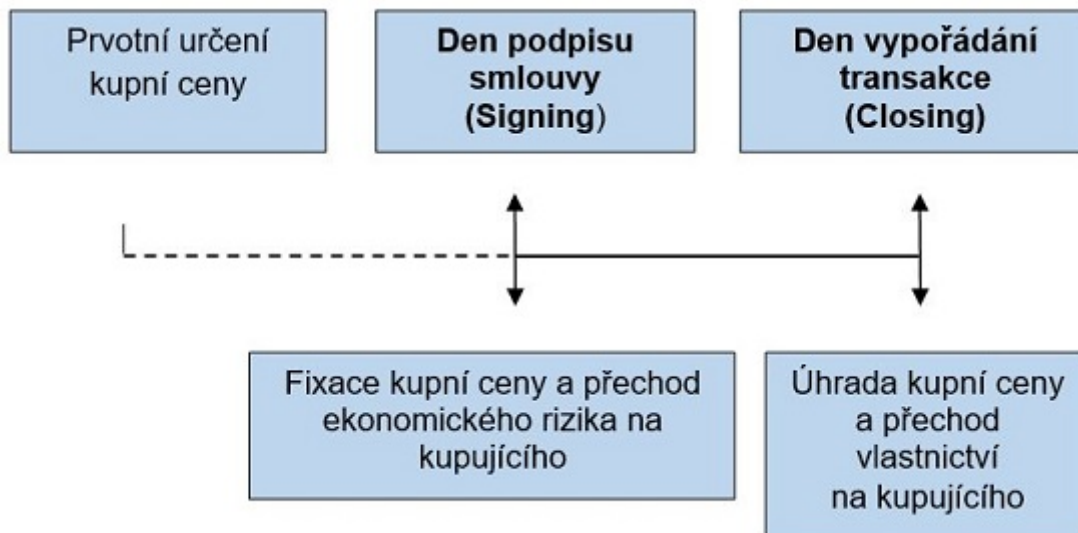 Prvotní určení
kupní ceny
Den podpisu
smlouvy
(Signing)
Den vypořádání
transakce
(Closing)
Fixace kupní ceny a přechod
ekonomického rizika na
kupujícího
Úhrada kupní ceny
a přechod
vlastnictví
na kupujícího